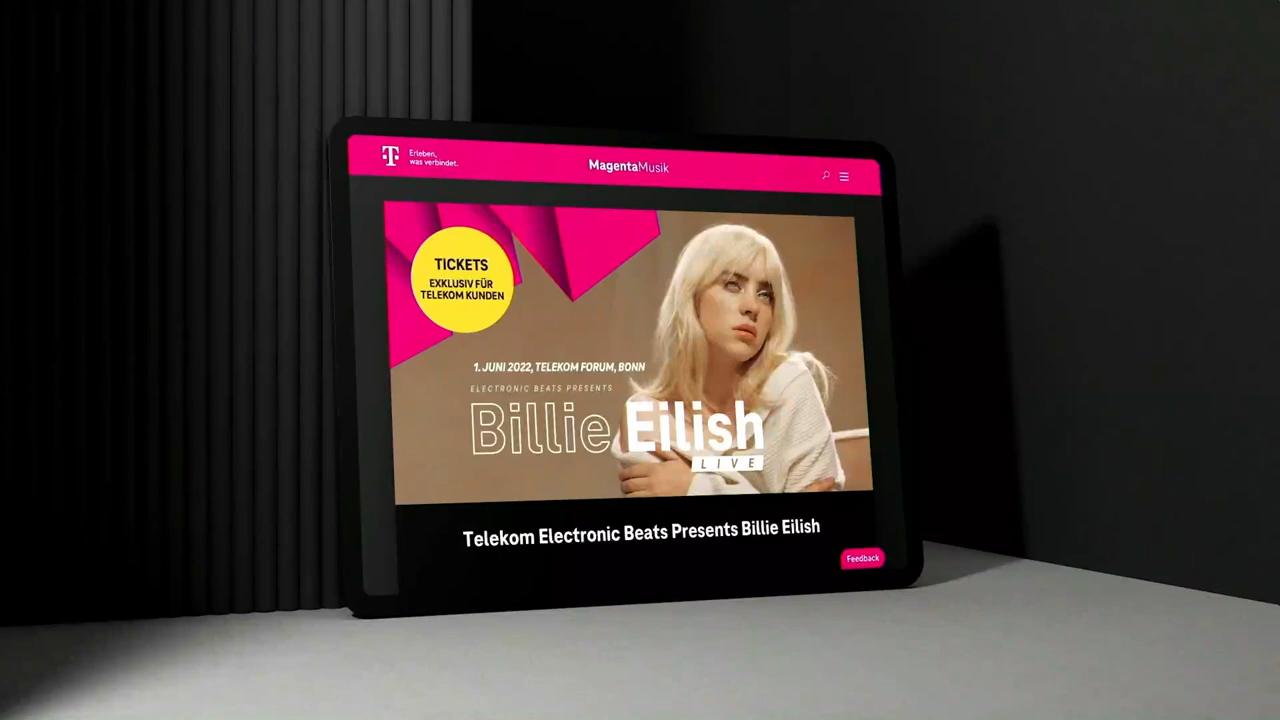 T
Erleben,
was verbindet.
MagentaMusik
TICKETS
EXKLUSIV FÜR
TELEKOM KUNDEN
1. JUNI 2022, TELEKOM FORUM, BONN
ELECTRONIC BEATS PRESENTS
Billie Eilish
LIVE
Telekom Electronic Beats Presents Billie Eilish
Feedback